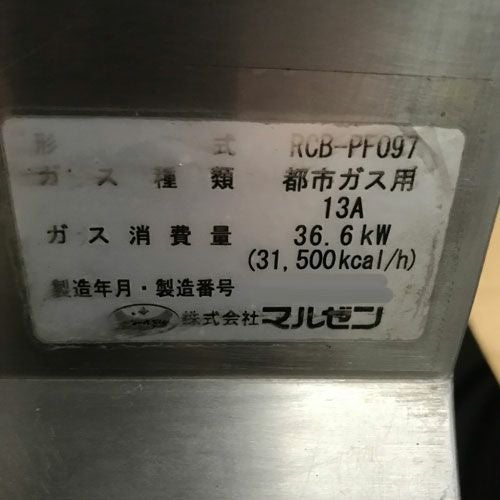 形式 RCB-PF097
ガス種類 都市ガス用
13A
ガス消費量 36.6kW
(31,500kcal/h)
製造年月・製造番号
株式会社マルゼン